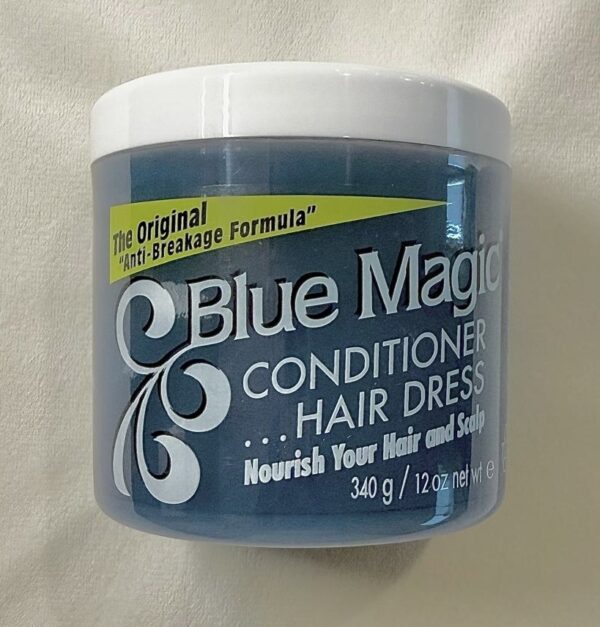 The Original
"Anti-Breakage Formula"
Blue Magic
CONDITIONER
...HAIR DRESS
Nourish Your Hair and Scalp
340 g / 12 oz net wt e